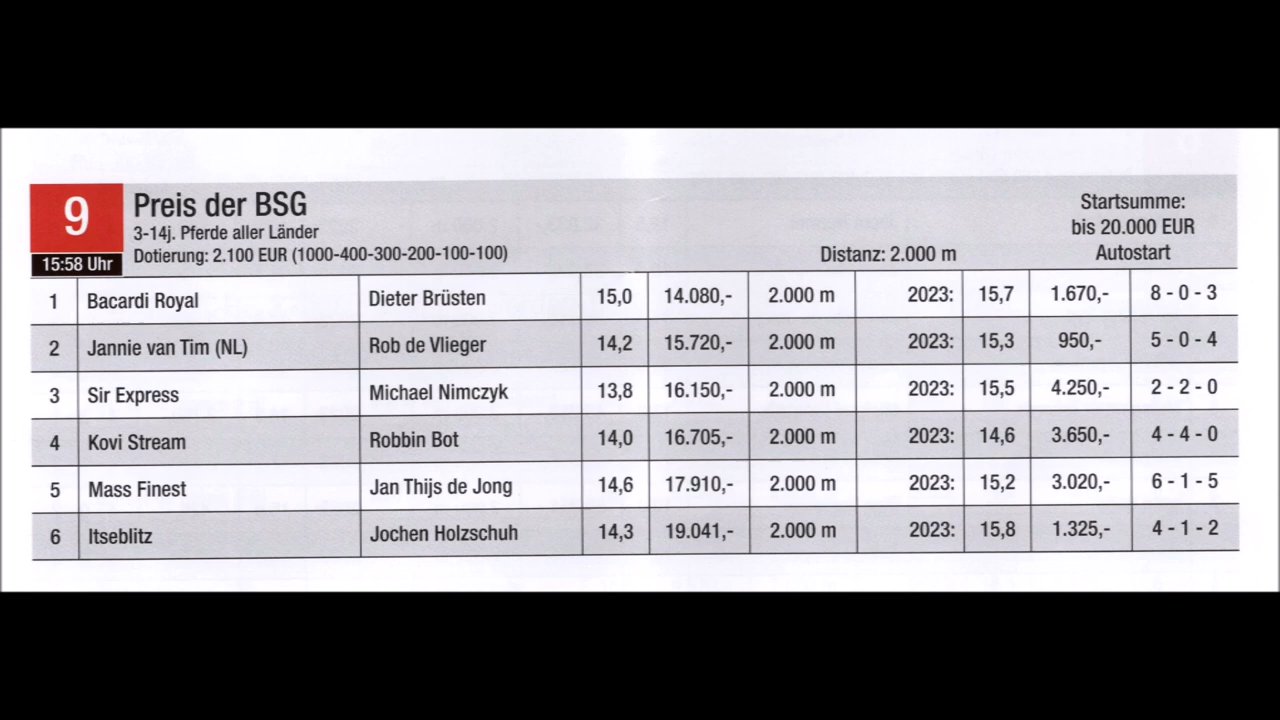 9
15:58 Uhr
Preis der BSG
3-14j. Pferde aller Länder
Dotierung: 2.100 EUR (1000-400-300-200-100-100)
Distanz: 2.000 m
Startsumme:
bis 20.000 EUR
Autostart
1 Bacardi Royal Dieter Brüsten 15,0 14.080,- 2.000 m 2023: 15,7 1.670,- 8 - 0 - 3
2 Jannie van Tim (NL) Rob de Vlieger 14,2 15.720,- 2.000 m 2023: 15,3 950,- 5 - 0 - 4
3 Sir Express Michael Nimczyk 13,8 16.150,- 2.000 m 2023: 15,5 4.250,- 2 - 2 - 0
4 Kovi Stream Robbin Bot 14,0 16.705,- 2.000 m 2023: 14,6 3.650,- 4 - 4 - 0
5 Mass Finest Jan Thijs de Jong 14,6 17.910,- 2.000 m 2023: 15,2 3.020,- 6 - 1 - 5
6 Itseblitz Jochen Holzschuh 14,3 19.041,- 2.000 m 2023: 15,8 1.325,- 4 - 1 - 2